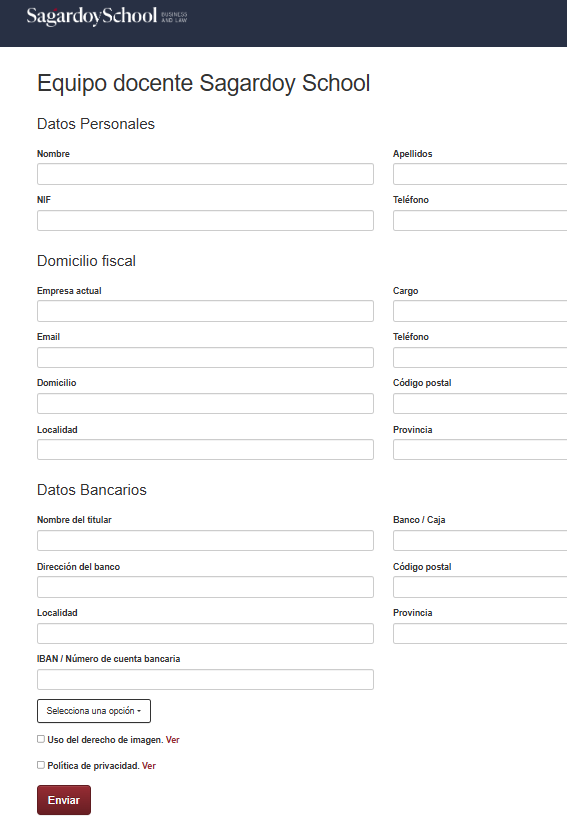 SagardoySchool BUSINESS AND LAW
Equipo docente Sagardoy School
Datos Personales
Nombre Apellidos
NIF Teléfono
Domicilio fiscal
Empresa actual Cargo
Email Teléfono
Domicilio Código postal
Localidad Provincia
Datos Bancarios
Nombre del titular Banco / Caja
Dirección del banco Código postal
Localidad Provincia
IBAN / Número de cuenta bancaria
Selecciona una opción
Uso del derecho de imagen. Ver
Política de privacidad. Ver
Enviar